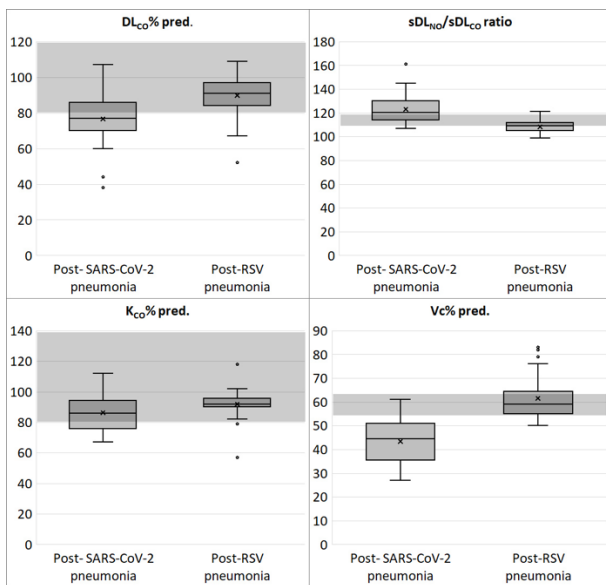 DLCO% pred.
120
100
80
60
40
20
0
Post- SARS-CoV-2
pneumonia
Post-RSV
pneumonia
sDLNO/sDLCO ratio
180
160
140
120
100
80
60
40
20
0
Post- SARS-CoV-2
pneumonia
Post-RSV
pneumonia
KCO% pred.
140
120
100
80
60
40
20
0
Post- SARS-CoV-2
pneumonia
Post-RSV
pneumonia
Vc% pred.
90
80
70
60
50
40
30
20
10
0
Post- SARS-CoV-2
pneumonia
Post-RSV
pneumonia